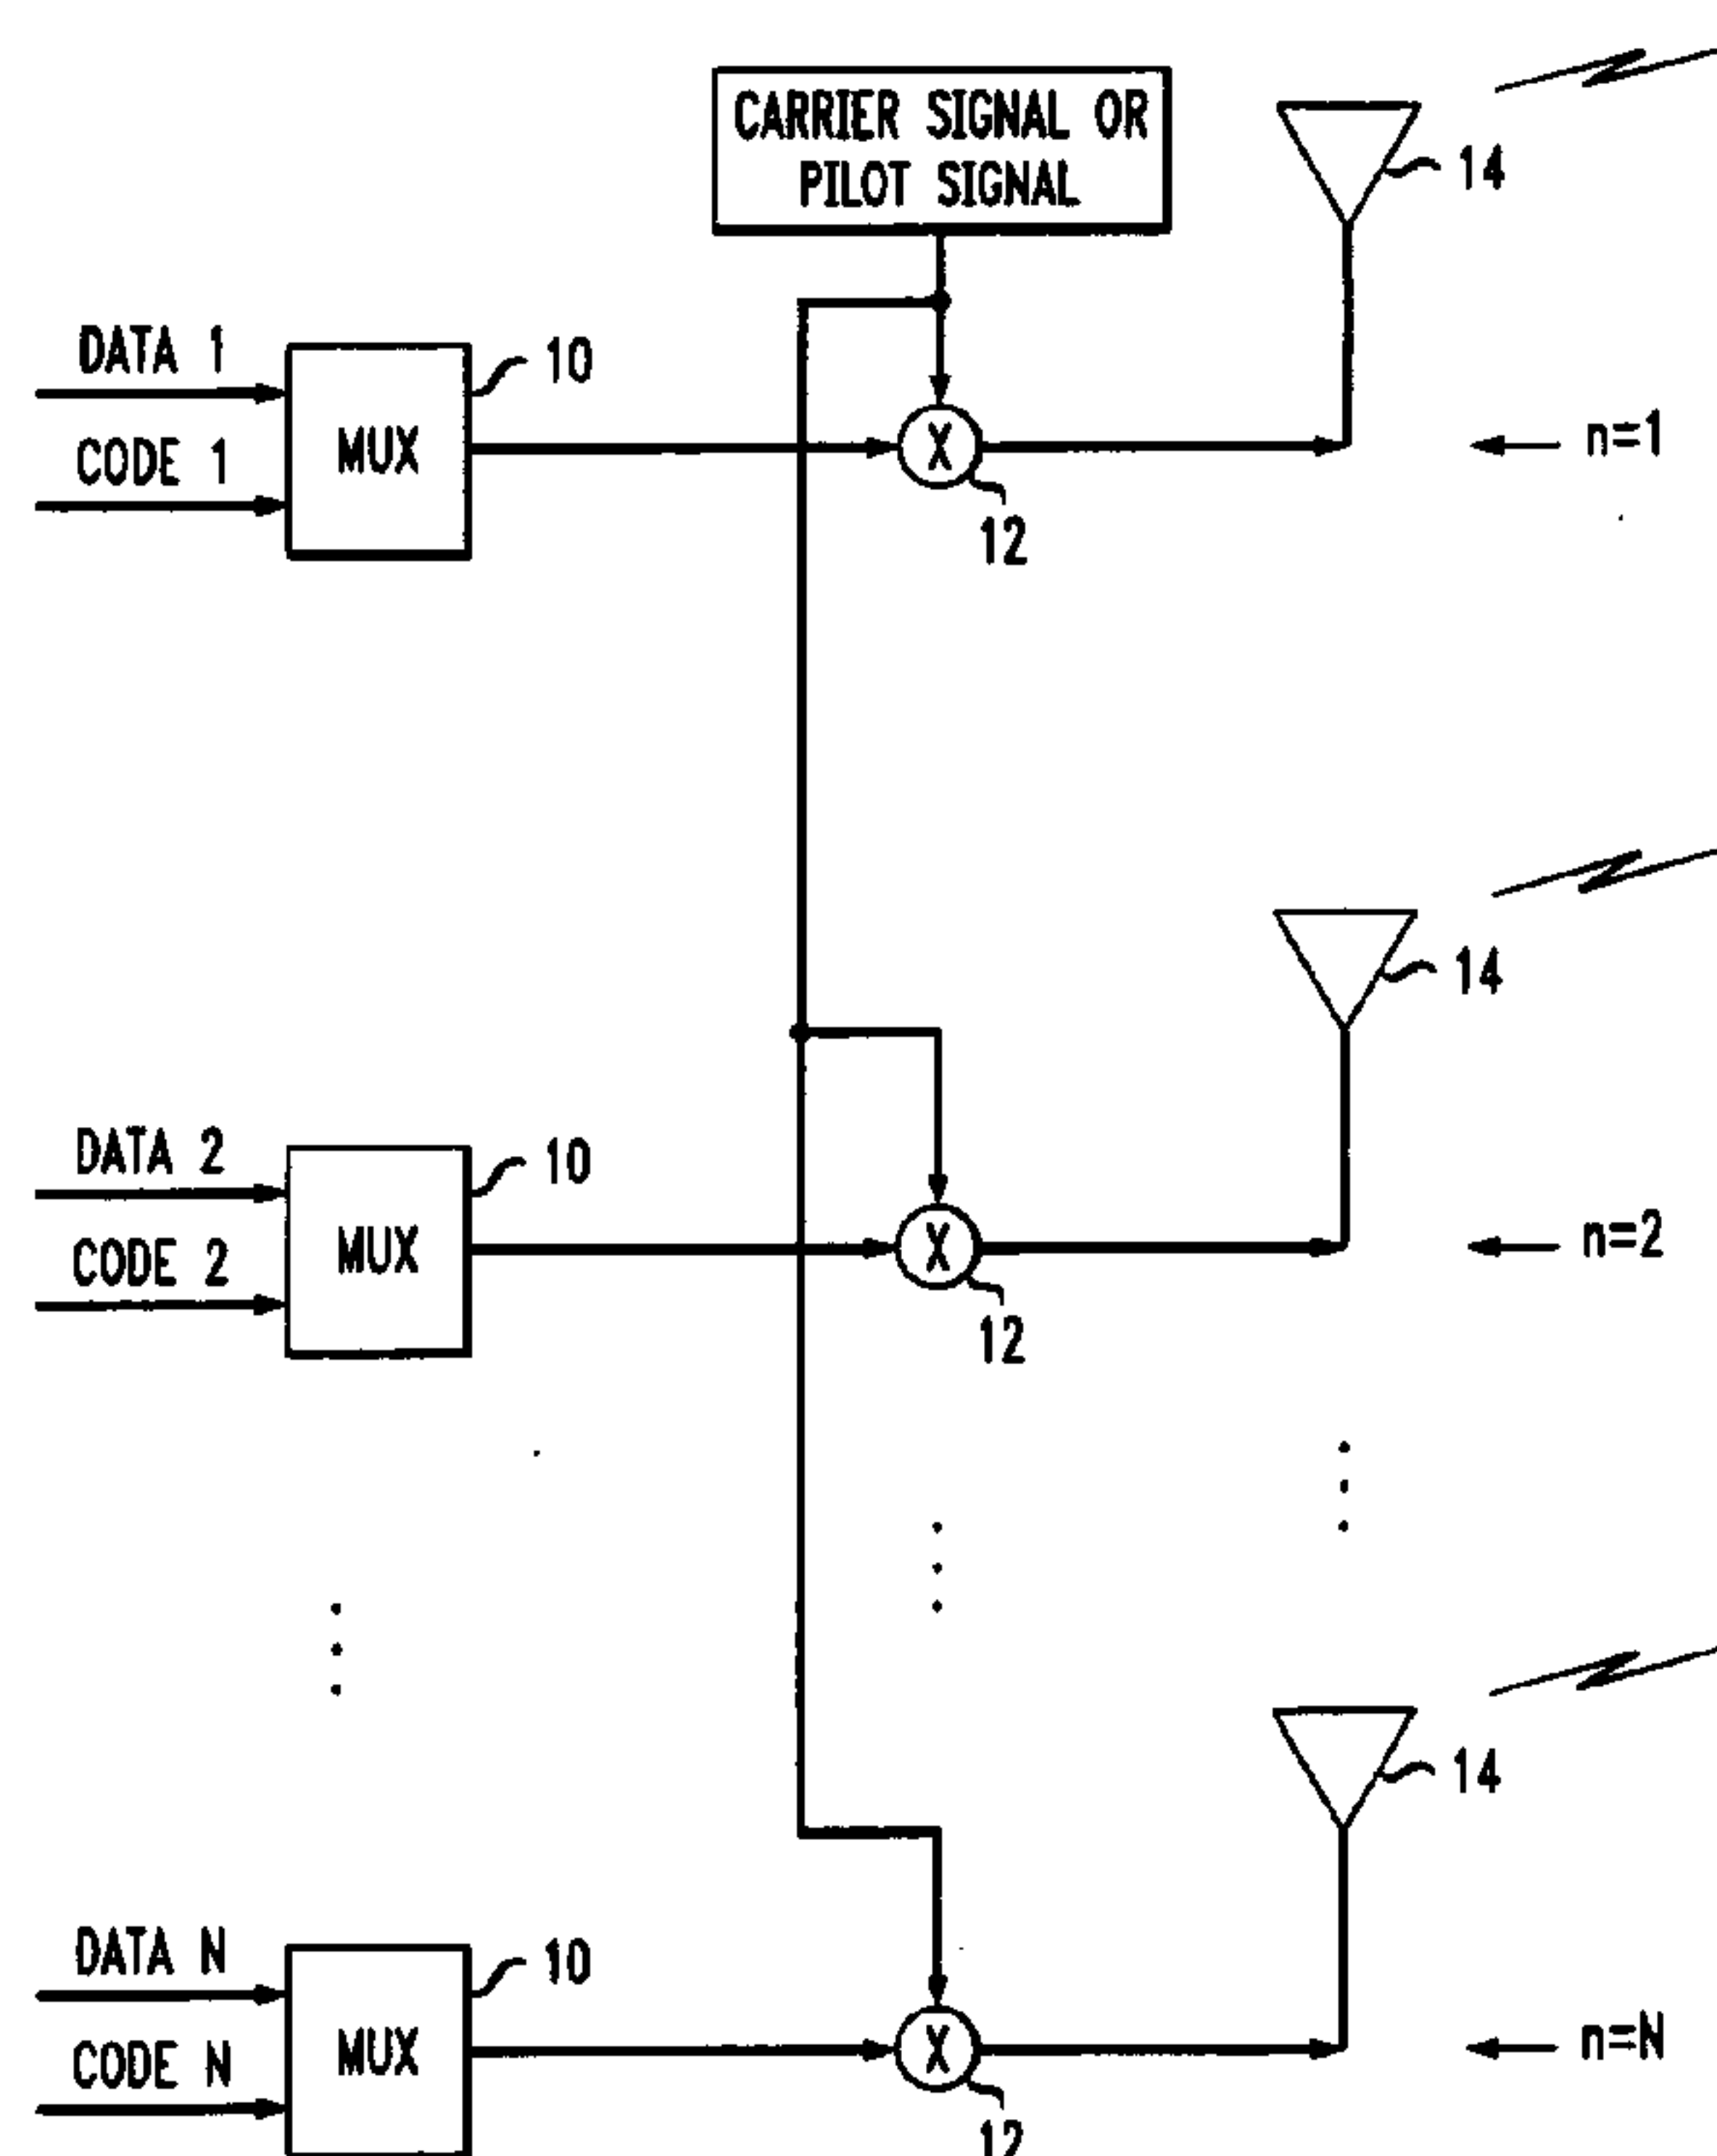 CARRIER SIGNAL OR
PILOT SIGNAL
14
DATA 1
10
CODE 1
MUX
X
n=1
12
14
DATA 2
10
CODE 2
MUX
X
n=2
12
14
DATA N
10
CODE N
MUX
X
n=N
12